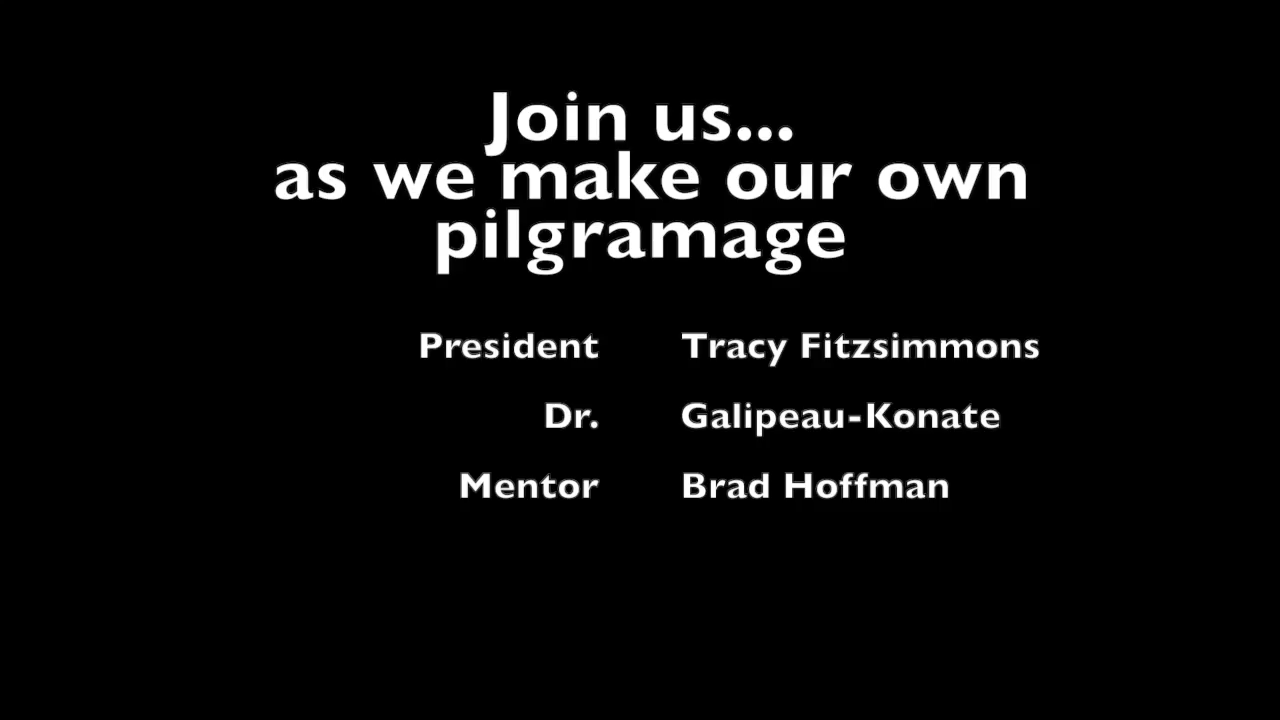 Join us...
as we make our own
pilgramage
President Tracy Fitzsimmons
Dr. Galipeau-Konate
Mentor Brad Hoffman